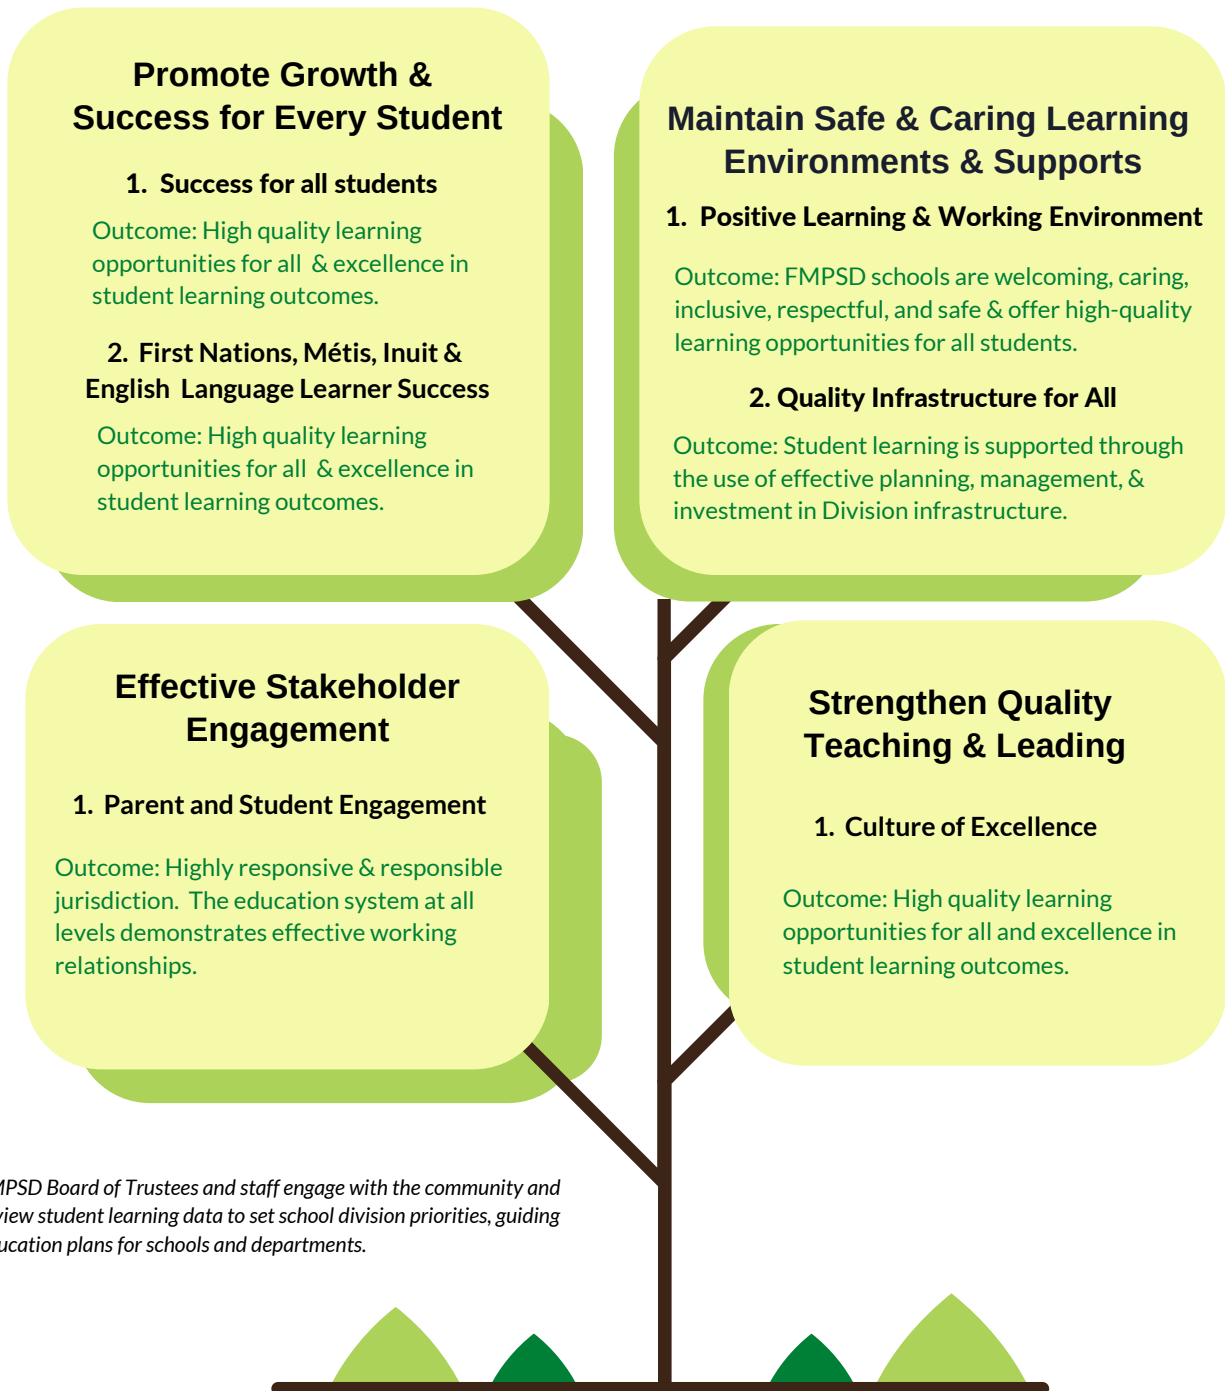 Promote Growth &
Success for Every Student
1. Success for all students
Outcome: High quality learning
opportunities for all & excellence in
student learning outcomes.
2. First Nations, Métis, Inuit &
English Language Learner Success
Outcome: High quality learning
opportunities for all & excellence in
student learning outcomes.
Maintain Safe & Caring Learning
Environments & Supports
1. Positive Learning & Working Environment
Outcome: FMPSD schools are welcoming, caring,
inclusive, respectful, and safe & offer high-quality
learning opportunities for all students.
2. Quality Infrastructure for All
Outcome: Student learning is supported through
the use of effective planning, management, &
investment in Division infrastructure.
Effective Stakeholder
Engagement
1. Parent and Student Engagement
Outcome: Highly responsive & responsible
jurisdiction. The education system at all
levels demonstrates effective working
relationships.
Strengthen Quality
Teaching & Leading
1. Culture of Excellence
Outcome: High quality learning
opportunities for all and excellence in
student learning outcomes.
Board of Trustees and staff engage with the community and
student learning data to set school division priorities, guiding
plans for schools and departments.